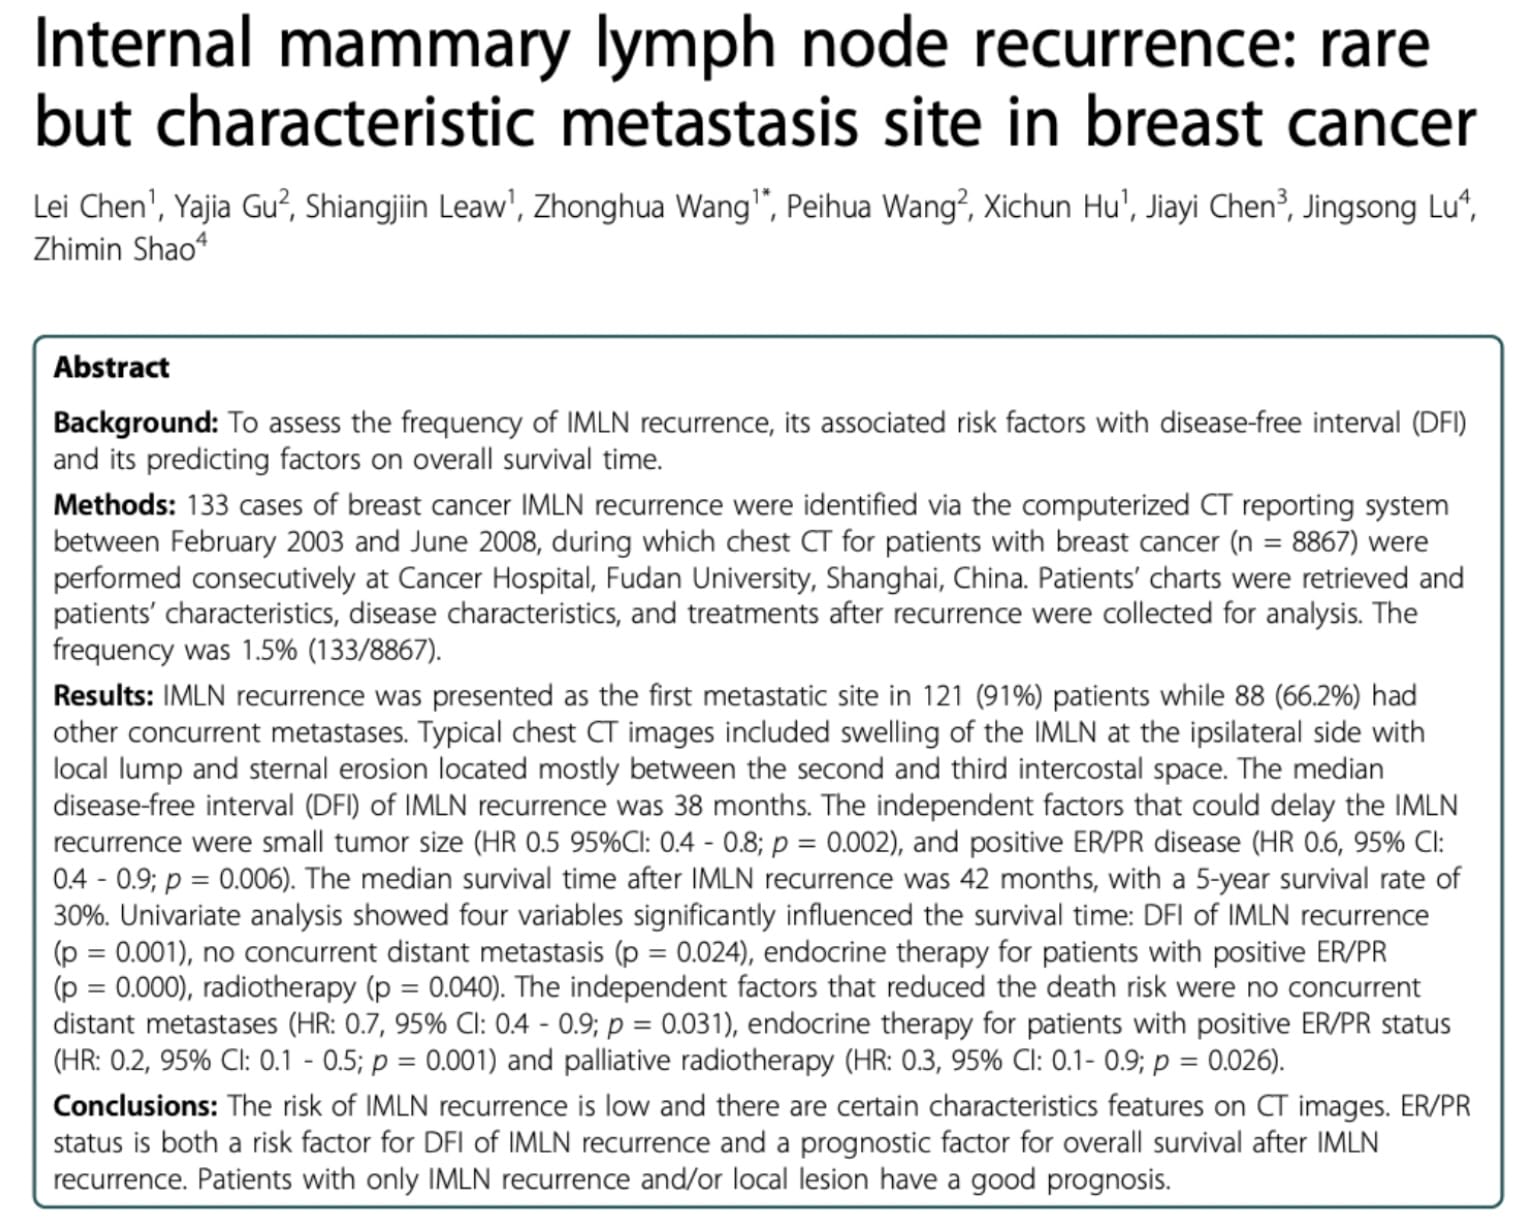 Internal mammary lymph node recurrence: rare
but characteristic metastasis site in breast cancer
Lei Chen1, Yajia Gu2, Shiangjiin Leaw1, Zhonghua Wang1*, Peihua Wang2, Xichun Hu1, Jiayi Chen3, Jingsong Lu4,
Zhimin Shao4
Abstract
Background: To assess the frequency of IMLN recurrence, its associated risk factors with disease-free interval (DFI)
and its predicting factors on overall survival time.
Methods: 133 cases of breast cancer IMLN recurrence were identified via the computerized CT reporting system
between February 2003 and June 2008, during which chest CT for patients with breast cancer (n = 8867) were
performed consecutively at Cancer Hospital, Fudan University, Shanghai, China. Patients' charts were retrieved and
patients' characteristics, disease characteristics, and treatments after recurrence were collected for analysis. The
frequency was 1.5% (133/8867).
Results: IMLN recurrence was presented as the first metastatic site in 121 (91%) patients while 88 (66.2%) had
other concurrent metastases. Typical chest CT images included swelling of the IMLN at the ipsilateral side with
local lump and sternal erosion located mostly between the second and third intercostal space. The median
disease-free interval (DFI) of IMLN recurrence was 38 months. The independent factors that could delay the IMLN
recurrence were small tumor size (HR 0.5 95%CI: 0.4 - 0.8; p = 0.002), and positive ER/PR disease (HR 0.6, 95% CI:
0.4 - 0.9; p = 0.006). The median survival time after IMLN recurrence was 42 months, with a 5-year survival rate of
30%. Univariate analysis showed four variables significantly influenced the survival time: DFI of IMLN recurrence
(p = 0.001), no concurrent distant metastasis (p = 0.024), endocrine therapy for patients with positive ER/PR
(p = 0.000), radiotherapy (p = 0.040). The independent factors that reduced the death risk were no concurrent
distant metastases (HR: 0.7, 95% CI: 0.4 - 0.9; p = 0.031), endocrine therapy for patients with positive ER/PR status
(HR: 0.2, 95% CI: 0.1 - 0.5; p = 0.001) and palliative radiotherapy (HR: 0.3, 95% CI: 0.1- 0.9; p = 0.026).
Conclusions: The risk of IMLN recurrence is low and there are certain characteristics features on CT images. ER/PR
status is both a risk factor for DFI of IMLN recurrence and a prognostic factor for overall survival after IMLN
recurrence. Patients with only IMLN recurrence and/or local lesion have a good prognosis.